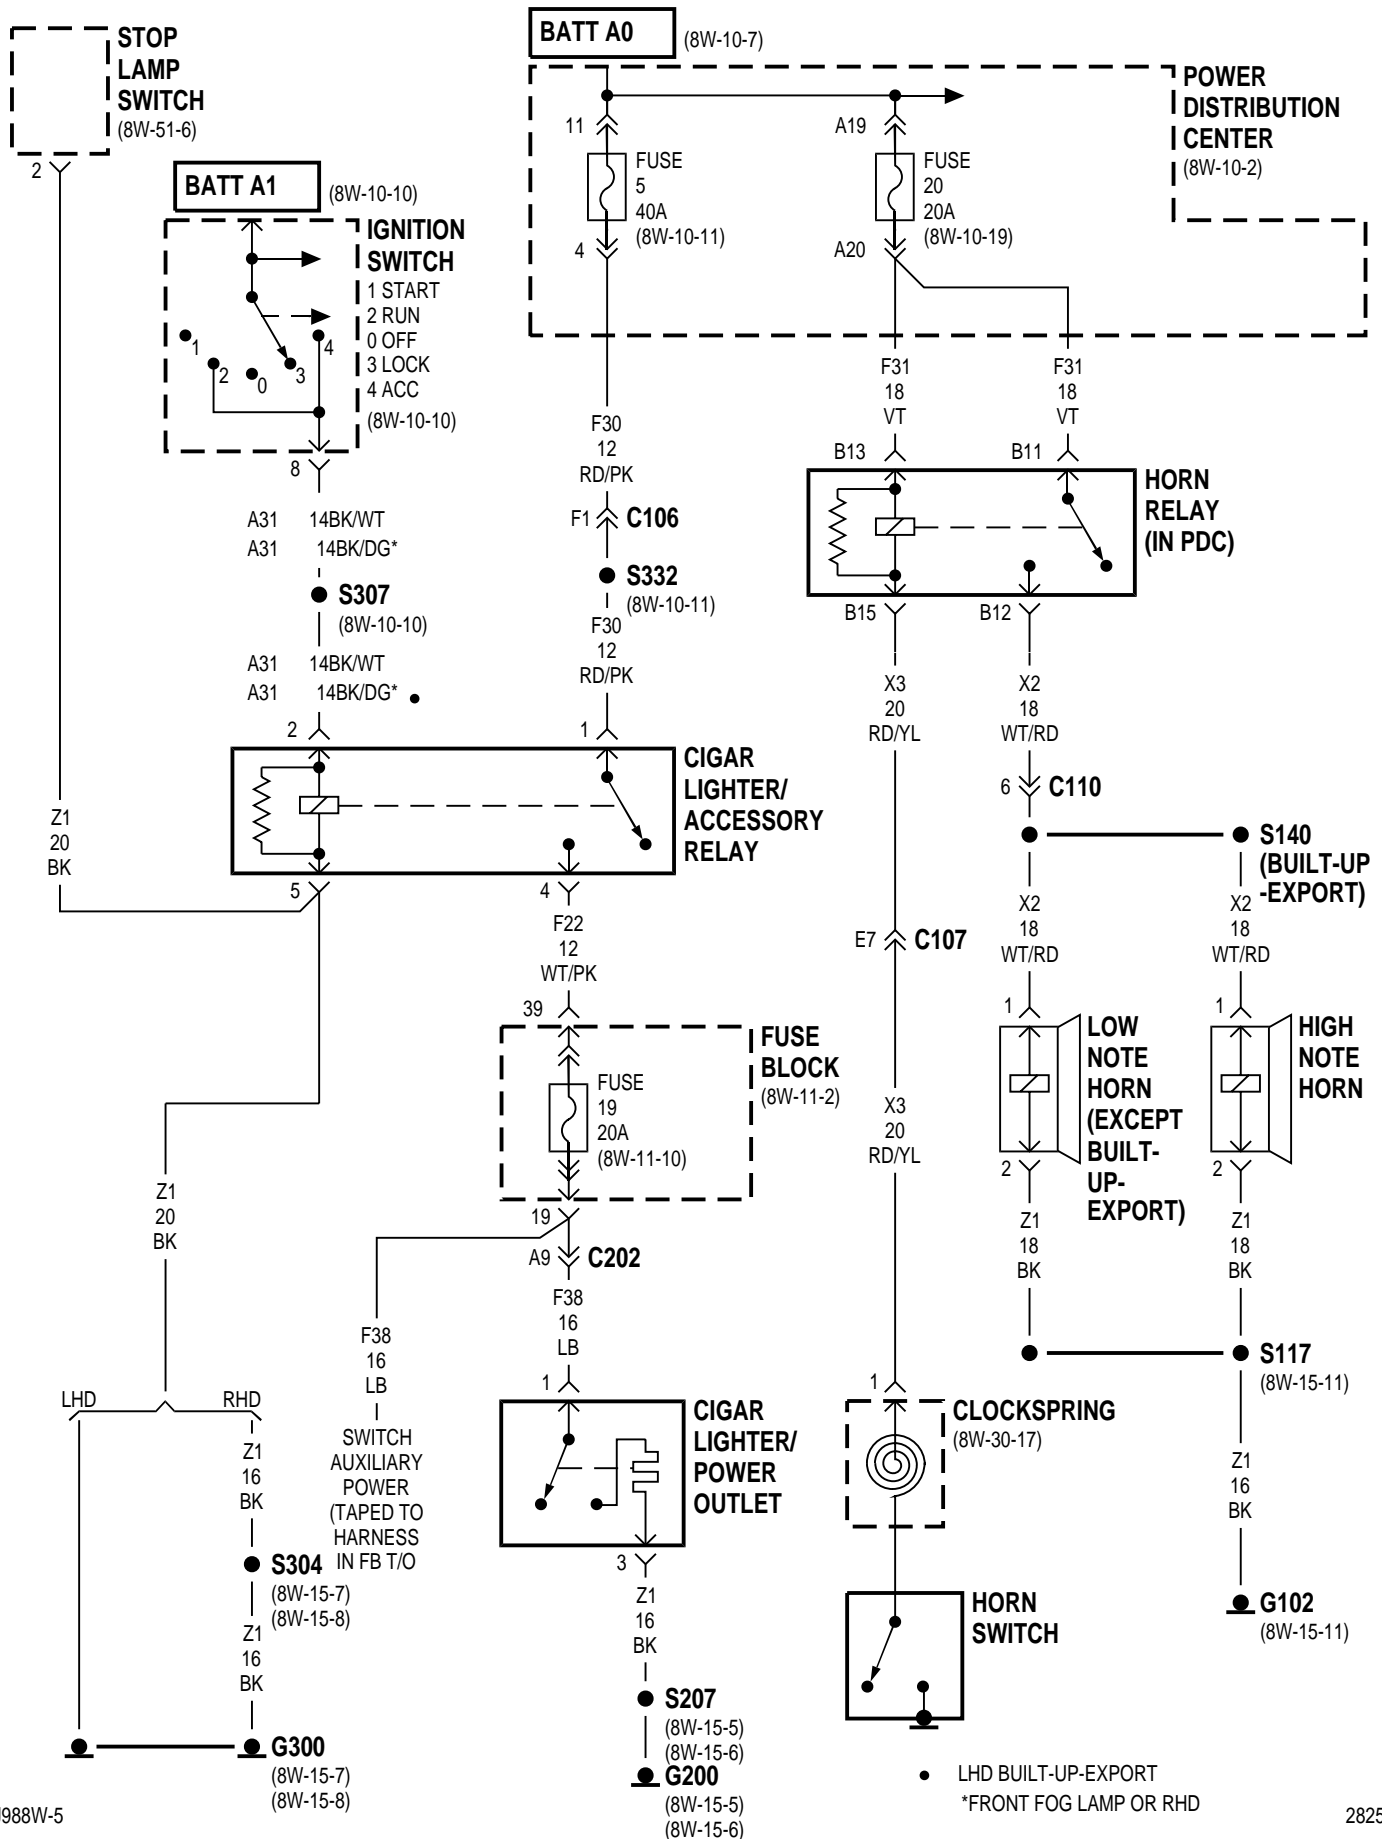 STOP
LAMP
SWITCH
(8W-51-6)
2
BATT A0
(8W-10-7)
POWER
DISTRIBUTION
CENTER
(8W-10-2)
11
FUSE
5
40A
(8W-10-11)
4
A19
FUSE
20
20A
(8W-10-19)
A20
BATT A1
(8W-10-10)
IGNITION
SWITCH
1 START
2 RUN
0 OFF
3 LOCK
4 ACC
(8W-10-10)
1
2
0
3
4
8
A31 14BK/WT
A31 14BK/DG*
S307
(8W-10-10)
A31 14BK/WT
A31 14BK/DG*
2
F30
12
RD/PK
F1
C106
S332
(8W-10-11)
F30
12
RD/PK
1
F31
18
VT
B13
F31
18
VT
B11
HORN
RELAY
(IN PDC)
B15
B12
X3
20
RD/YL
X2
18
WT/RD
6
C110
S140
(BUILT-UP
-EXPORT)
CIGAR
LIGHTER/
ACCESSORY
RELAY
Z1
20
BK
5
4
F22
12
WT/PK
39
FUSE
BLOCK
(8W-11-2)
FUSE
19
20A
(8W-11-10)
19
A9
C202
F38
16
LB
E7
C107
X3
20
RD/YL
X2
18
WT/RD
1
LOW
NOTE
HORN
(EXCEPT
BUILT-
UP-
EXPORT)
2
Z1
18
BK
X2
18
WT/RD
1
HIGH
NOTE
HORN
2
Z1
18
BK
S117
(8W-15-11)
Z1
16
BK
G102
(8W-15-11)
Z1
20
BK
LHD
RHD
Z1
16
BK
S304
(8W-15-7)
(8W-15-8)
Z1
16
BK
G300
(8W-15-7)
(8W-15-8)
F38
16
LB
SWITCH
AUXILIARY
POWER
(TAPED TO
HARNESS
IN FB T/O
1
CIGAR
LIGHTER/
POWER
OUTLET
3
Z1
16
BK
S207
(8W-15-5)
(8W-15-6)
G200
(8W-15-5)
(8W-15-6)
1
CLOCKSPRING
(8W-30-17)
HORN
SWITCH
LHD BUILT-UP-EXPORT
*FRONT FOG LAMP OR RHD
988W-5
2825